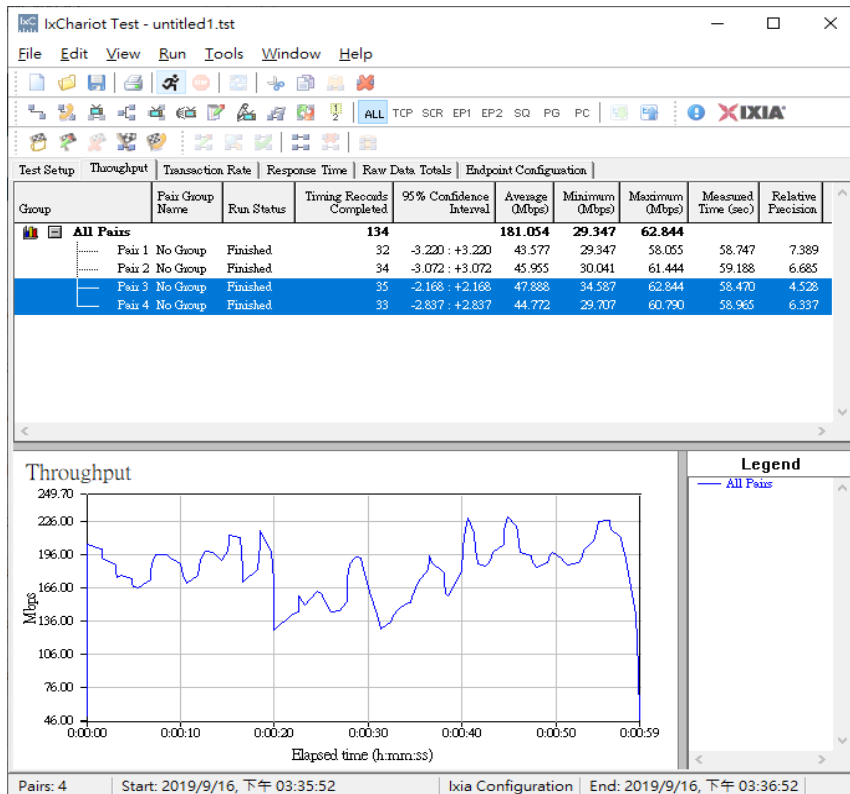 IxChariot Test - untitled1.tst
File Edit View Run Tools Window Help
ALL TCP SCR EP1 EP2 SQ PG PC IXIA
Test Setup Throughput Transaction Rate Response Time Raw Data Totals Endpoint Configuration
Group Pair Group Name Run Status Timing Records Completed 95% Confidence Interval Average (Mbps) Minimum (Mbps) Maximum (Mbps) Measured Time (sec) Relative Precision
All Pairs 134 181.054 29.347 62.844
Pair 1 No Group Finished 32 -3.220 : +3.220 43.577 29.347 58.055 58.747 7.389
Pair 2 No Group Finished 34 -3.072 : +3.072 45.955 30.041 61.444 59.188 6.685
Pair 3 No Group Finished 35 -2.168 : +2.168 47.888 34.587 62.844 58.470 4.528
Pair 4 No Group Finished 33 -2.837 : +2.837 44.772 29.707 60.790 58.965 6.337
Throughput
249.70
226.00
196.00
166.00
136.00
106.00
76.00
46.00
Mbps
0:00:00 0:00:10 0:00:20 0:00:30 0:00:40 0:00:50 0:00:59
Elapsed time (h:mm:ss)
Legend
All Pairs
Pairs: 4 Start: 2019/9/16, 下午 03:35:52 Ixia Configuration End: 2019/9/16, 下午 03:36:52